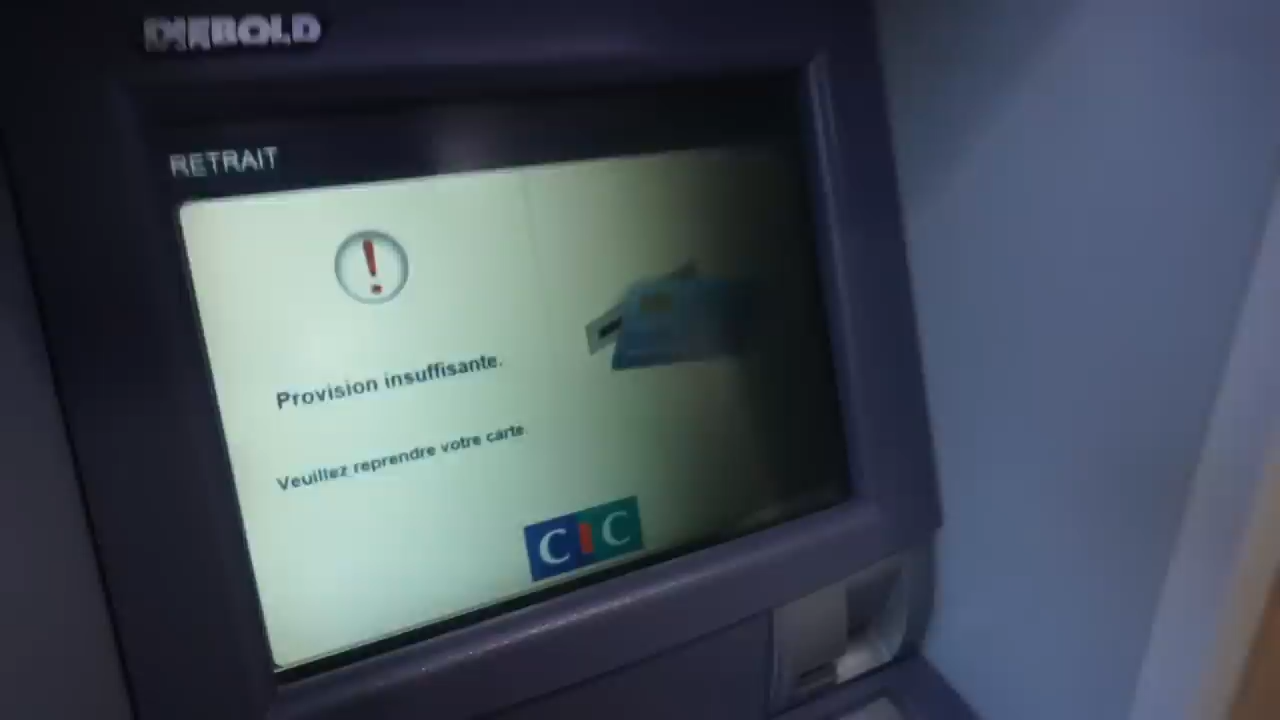 DIEBOLD
RETRAIT
Provision insuffisante.
Veuillez reprendre votre carte.
CIC